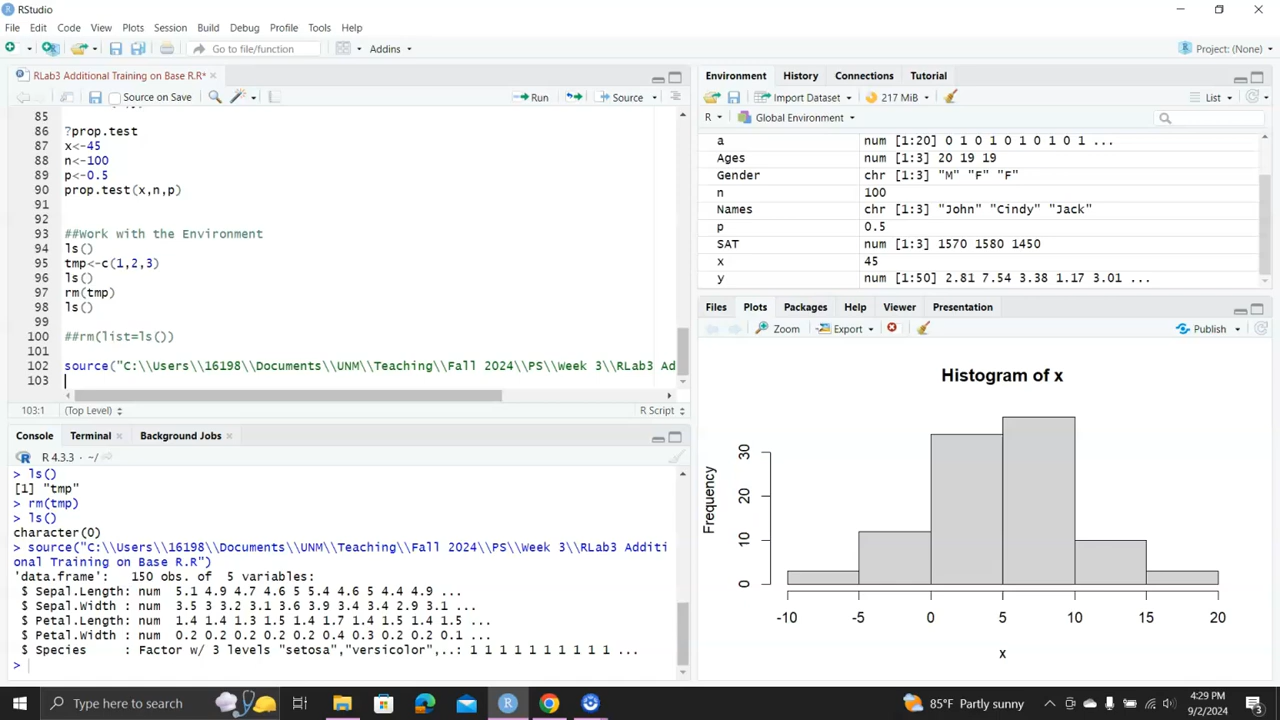 RStudio
File Edit Code View Plots Session Build Debug Profile Tools Help
Go to file/function Addins Project: (None)
RLab3 Additional Training on Base R.R*
Source on Save Run Source
85
86 ?prop.test
87 x<-45
88 n<-100
89 p<-0.5
90 prop.test(x,n,p)
91
92
93 ##Work with the Environment
94 ls()
95 tmp<-c(1,2,3)
96 ls()
97 rm(tmp)
98 ls()
99
100 ##rm(list=ls())
101
102 source("C:\\Users\\16198\\Documents\\UNM\\Teaching\\Fall 2024\\PS\\Week 3\\RLab3 Ad
103
103:1 (Top Level) R Script
Console Terminal Background Jobs
R 4.3.3 · ~/
> ls()
[1] "tmp"
> rm(tmp)
> ls()
character(0)
> source("C:\\Users\\16198\\Documents\\UNM\\Teaching\\Fall 2024\\PS\\Week 3\\RLab3 Additi
onal Training on Base R.R")
'data.frame': 150 obs. of 5 variables:
$ Sepal.Length: num 5.1 4.9 4.7 4.6 5 5.4 4.6 5 4.4 4.9 ...
$ Sepal.Width : num 3.5 3 3.2 3.1 3.6 3.9 3.4 3.4 2.9 3.1 ...
$ Petal.Length: num 1.4 1.4 1.3 1.5 1.4 1.7 1.4 1.5 1.4 1.5 ...
$ Petal.Width : num 0.2 0.2 0.2 0.2 0.2 0.4 0.3 0.2 0.2 0.1 ...
$ Species : Factor w/ 3 levels "setosa","versicolor",..: 1 1 1 1 1 1 1 1 1 1 ...
>
Environment History Connections Tutorial
Import Dataset 217 MiB List
R Global Environment
a num [1:20] 0 1 0 1 0 1 0 1 0 1 ...
Ages num [1:3] 20 19 19
Gender chr [1:3] "M" "F" "F"
n 100
Names chr [1:3] "John" "Cindy" "Jack"
p 0.5
SAT num [1:3] 1570 1580 1450
x 45
y num [1:50] 2.81 7.54 3.38 1.17 3.01 ...
Files Plots Packages Help Viewer Presentation
Zoom Export Publish
Histogram of x
Frequency
30
20
10
0
-10 -5 0 5 10 15 20
x
Type here to search
85°F Partly sunny
4:29 PM
9/2/2024
3